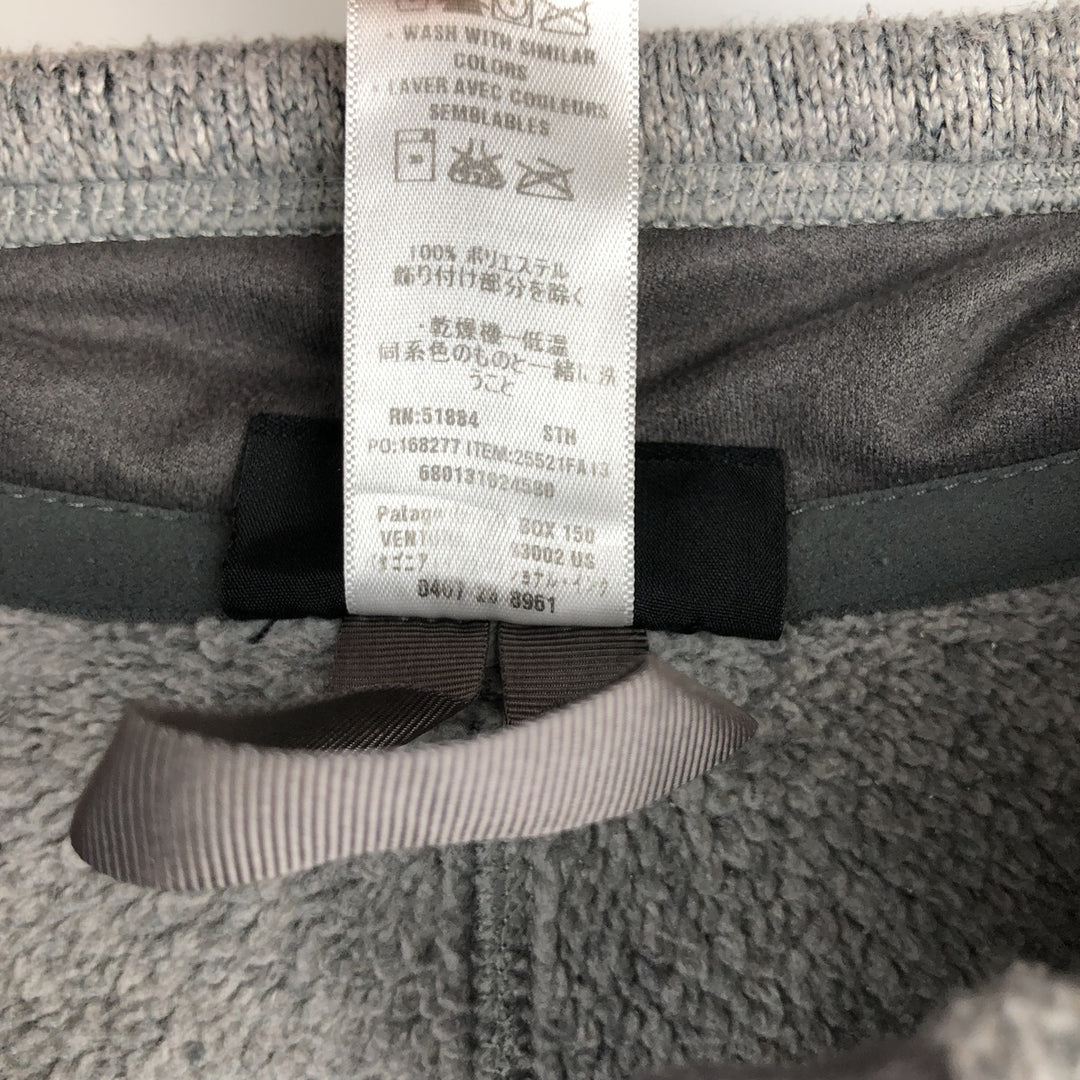 · WASH WITH SIMILAR
COLORS
· LAVER AVEC COULEURS
SEMBLABLES
100% ポリエステル
飾り付け部分を除く
・乾燥機一低温
同系色のものと一緒に洗
うこと
RN:51884 STH
PO:168277 ITEM:25521FA13
BOX 150
US
8961